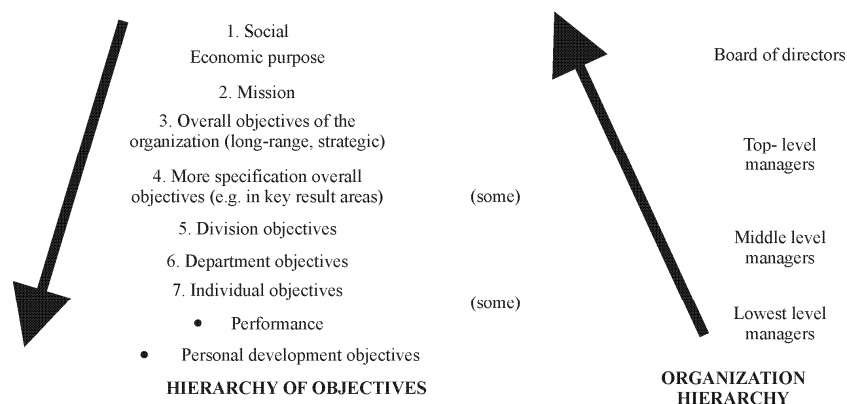 1. Social
Economic purpose
2. Mission
3. Overall objectives of the
organization (long-range, strategic)
4. More specification overall
objectives (e.g. in key result areas)
(some)
5. Division objectives
6. Department objectives
7. Individual objectives
(some)
• Performance
• Personal development objectives
HIERARCHY OF OBJECTIVES
Board of directors
Top- level
managers
Middle level
managers
Lowest level
managers
ORGANIZATION
HIERARCHY